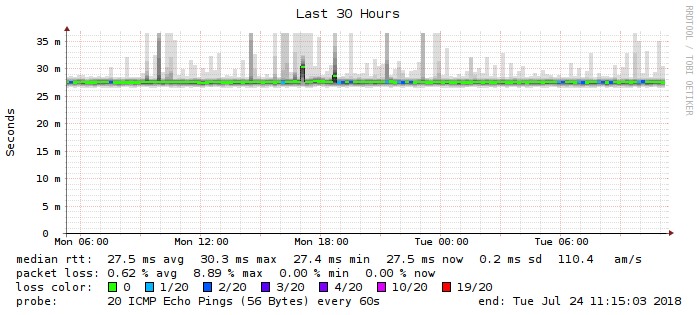 Last 30 Hours
RRDTOOL / TOBI OETIKER
Seconds
35 m
30 m
25 m
20 m
15 m
10 m
5 m
0
Mon 06:00 Mon 12:00 Mon 18:00 Tue 00:00 Tue 06:00
median rtt: 27.5 ms avg 30.3 ms max 27.4 ms min 27.5 ms now 0.2 ms sd 110.4 am/s
packet loss: 0.62 % avg 8.89 % max 0.00 % min 0.00 % now
loss color: 0 1/20 2/20 3/20 4/20 10/20 19/20
probe: 20 ICMP Echo Pings (56 Bytes) every 60s end: Tue Jul 24 11:15:03 2018